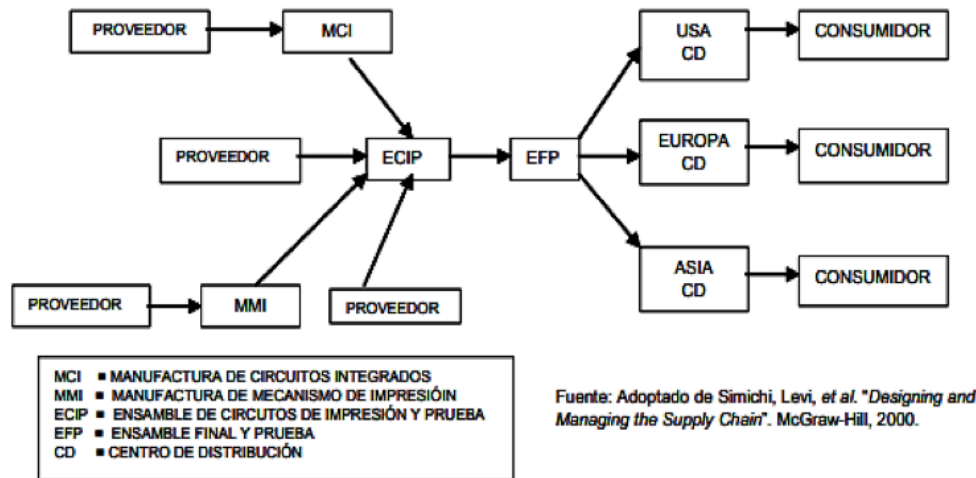 PROVEEDOR
MCI
USA
CD
CONSUMIDOR
PROVEEDOR
ECIP
EFP
EUROPA
CD
CONSUMIDOR
ASIA
CD
CONSUMIDOR
PROVEEDOR
MMI
PROVEEDOR
MCI = MANUFACTURA DE CIRCUITOS INTEGRADOS
MMI = MANUFACTURA DE MECANISMO DE IMPRESIÓIN
ECIP = ENSAMBLE DE CIRCUTOS DE IMPRESIÓN Y PRUEBA
EFP = ENSAMBLE FINAL Y PRUEBA
CD = CENTRO DE DISTRIBUCIÓN
Fuente: Adoptado de Simichi, Levi, et al. "Designing and
Managing the Supply Chain". McGraw-Hill, 2000.